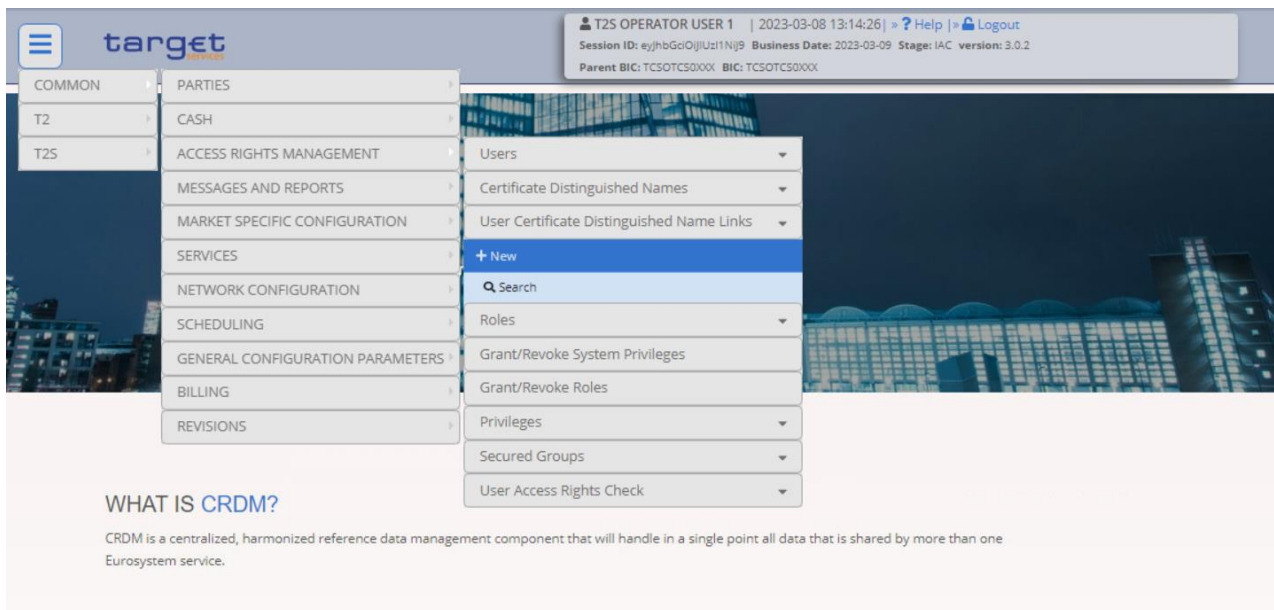 T2S OPERATOR USER 1 | 2023-03-08 13:14:26| » ? Help |» Logout
Session ID: eyJhbGciOiJIUzI1NiJ9 Business Date: 2023-03-09 Stage: IAC version: 3.0.2
Parent BIC: TCSOTCS0XXX BIC: TCSOTCS0XXX
target
services
COMMON
T2
T2S
PARTIES
CASH
ACCESS RIGHTS MANAGEMENT
MESSAGES AND REPORTS
MARKET SPECIFIC CONFIGURATION
SERVICES
NETWORK CONFIGURATION
SCHEDULING
GENERAL CONFIGURATION PARAMETERS
BILLING
REVISIONS
Users
Certificate Distinguished Names
User Certificate Distinguished Name Links
+ New
Search
Roles
Grant/Revoke System Privileges
Grant/Revoke Roles
Privileges
Secured Groups
User Access Rights Check
WHAT IS CRDM?
CRDM is a centralized, harmonized reference data management component that will handle in a single point all data that is shared by more than one
Eurosystem service.